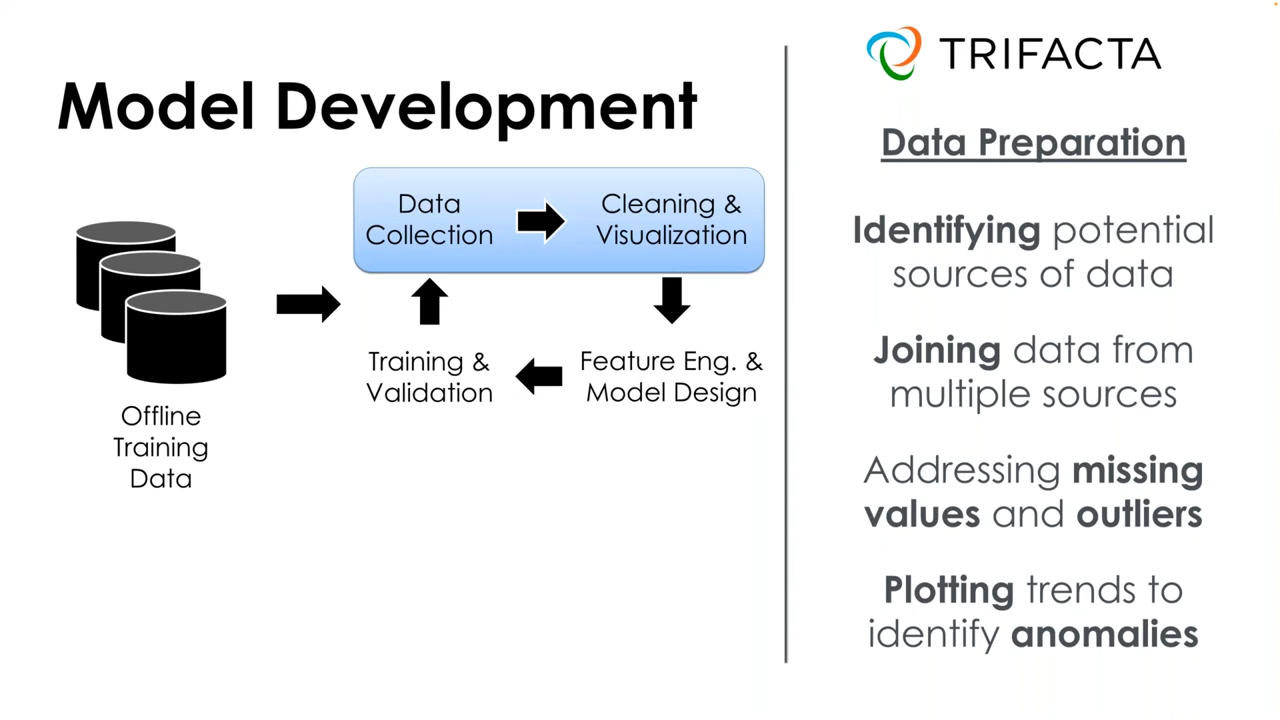 Model Development
Data
Collection
Cleaning &
Visualization
Training &
Validation
Feature Eng. &
Model Design
Offline
Training
Data
TRIFACTA
Data Preparation
Identifying potential
sources of data
Joining data from
multiple sources
Addressing missing
values and outliers
Plotting trends to
identify anomalies